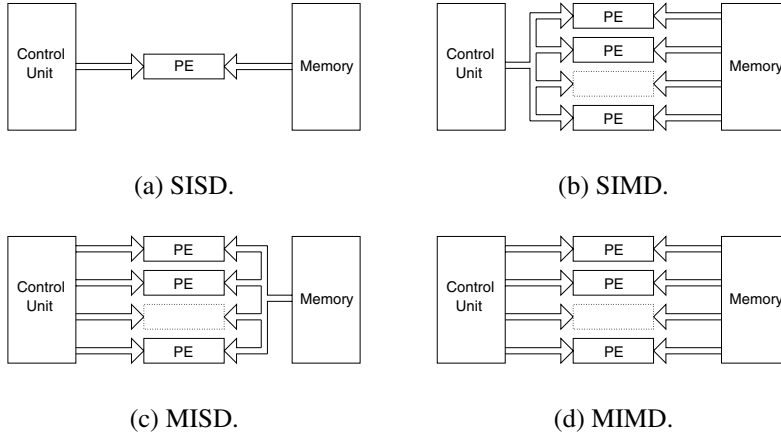 Control
Unit
PE
Memory
(a) SISD.
Control
Unit
PE
PE
PE
Memory
(b) SIMD.
Control
Unit
PE
PE
PE
Memory
(c) MISD.
Control
Unit
PE
PE
PE
Memory
(d) MIMD.